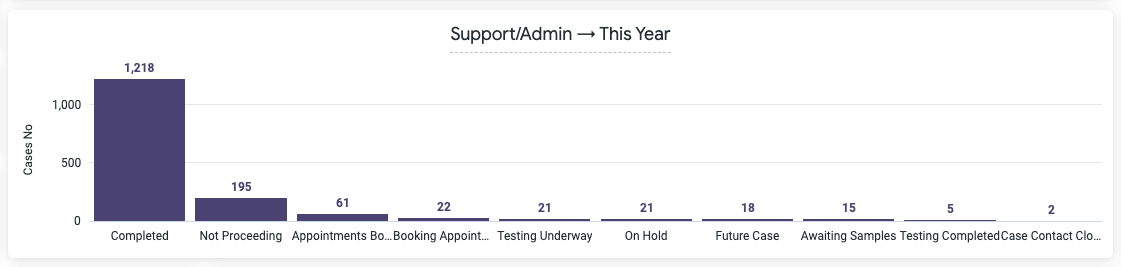 Support/Admin → This Year
Cases No
1,000
500
0
1,218
195
61
22
21
21
18
15
5
2
Completed
Not Proceeding
Appointments Bo...
Booking Appoint...
Testing Underway
On Hold
Future Case
Awaiting Samples
Testing Completed
Case Contact Clo...